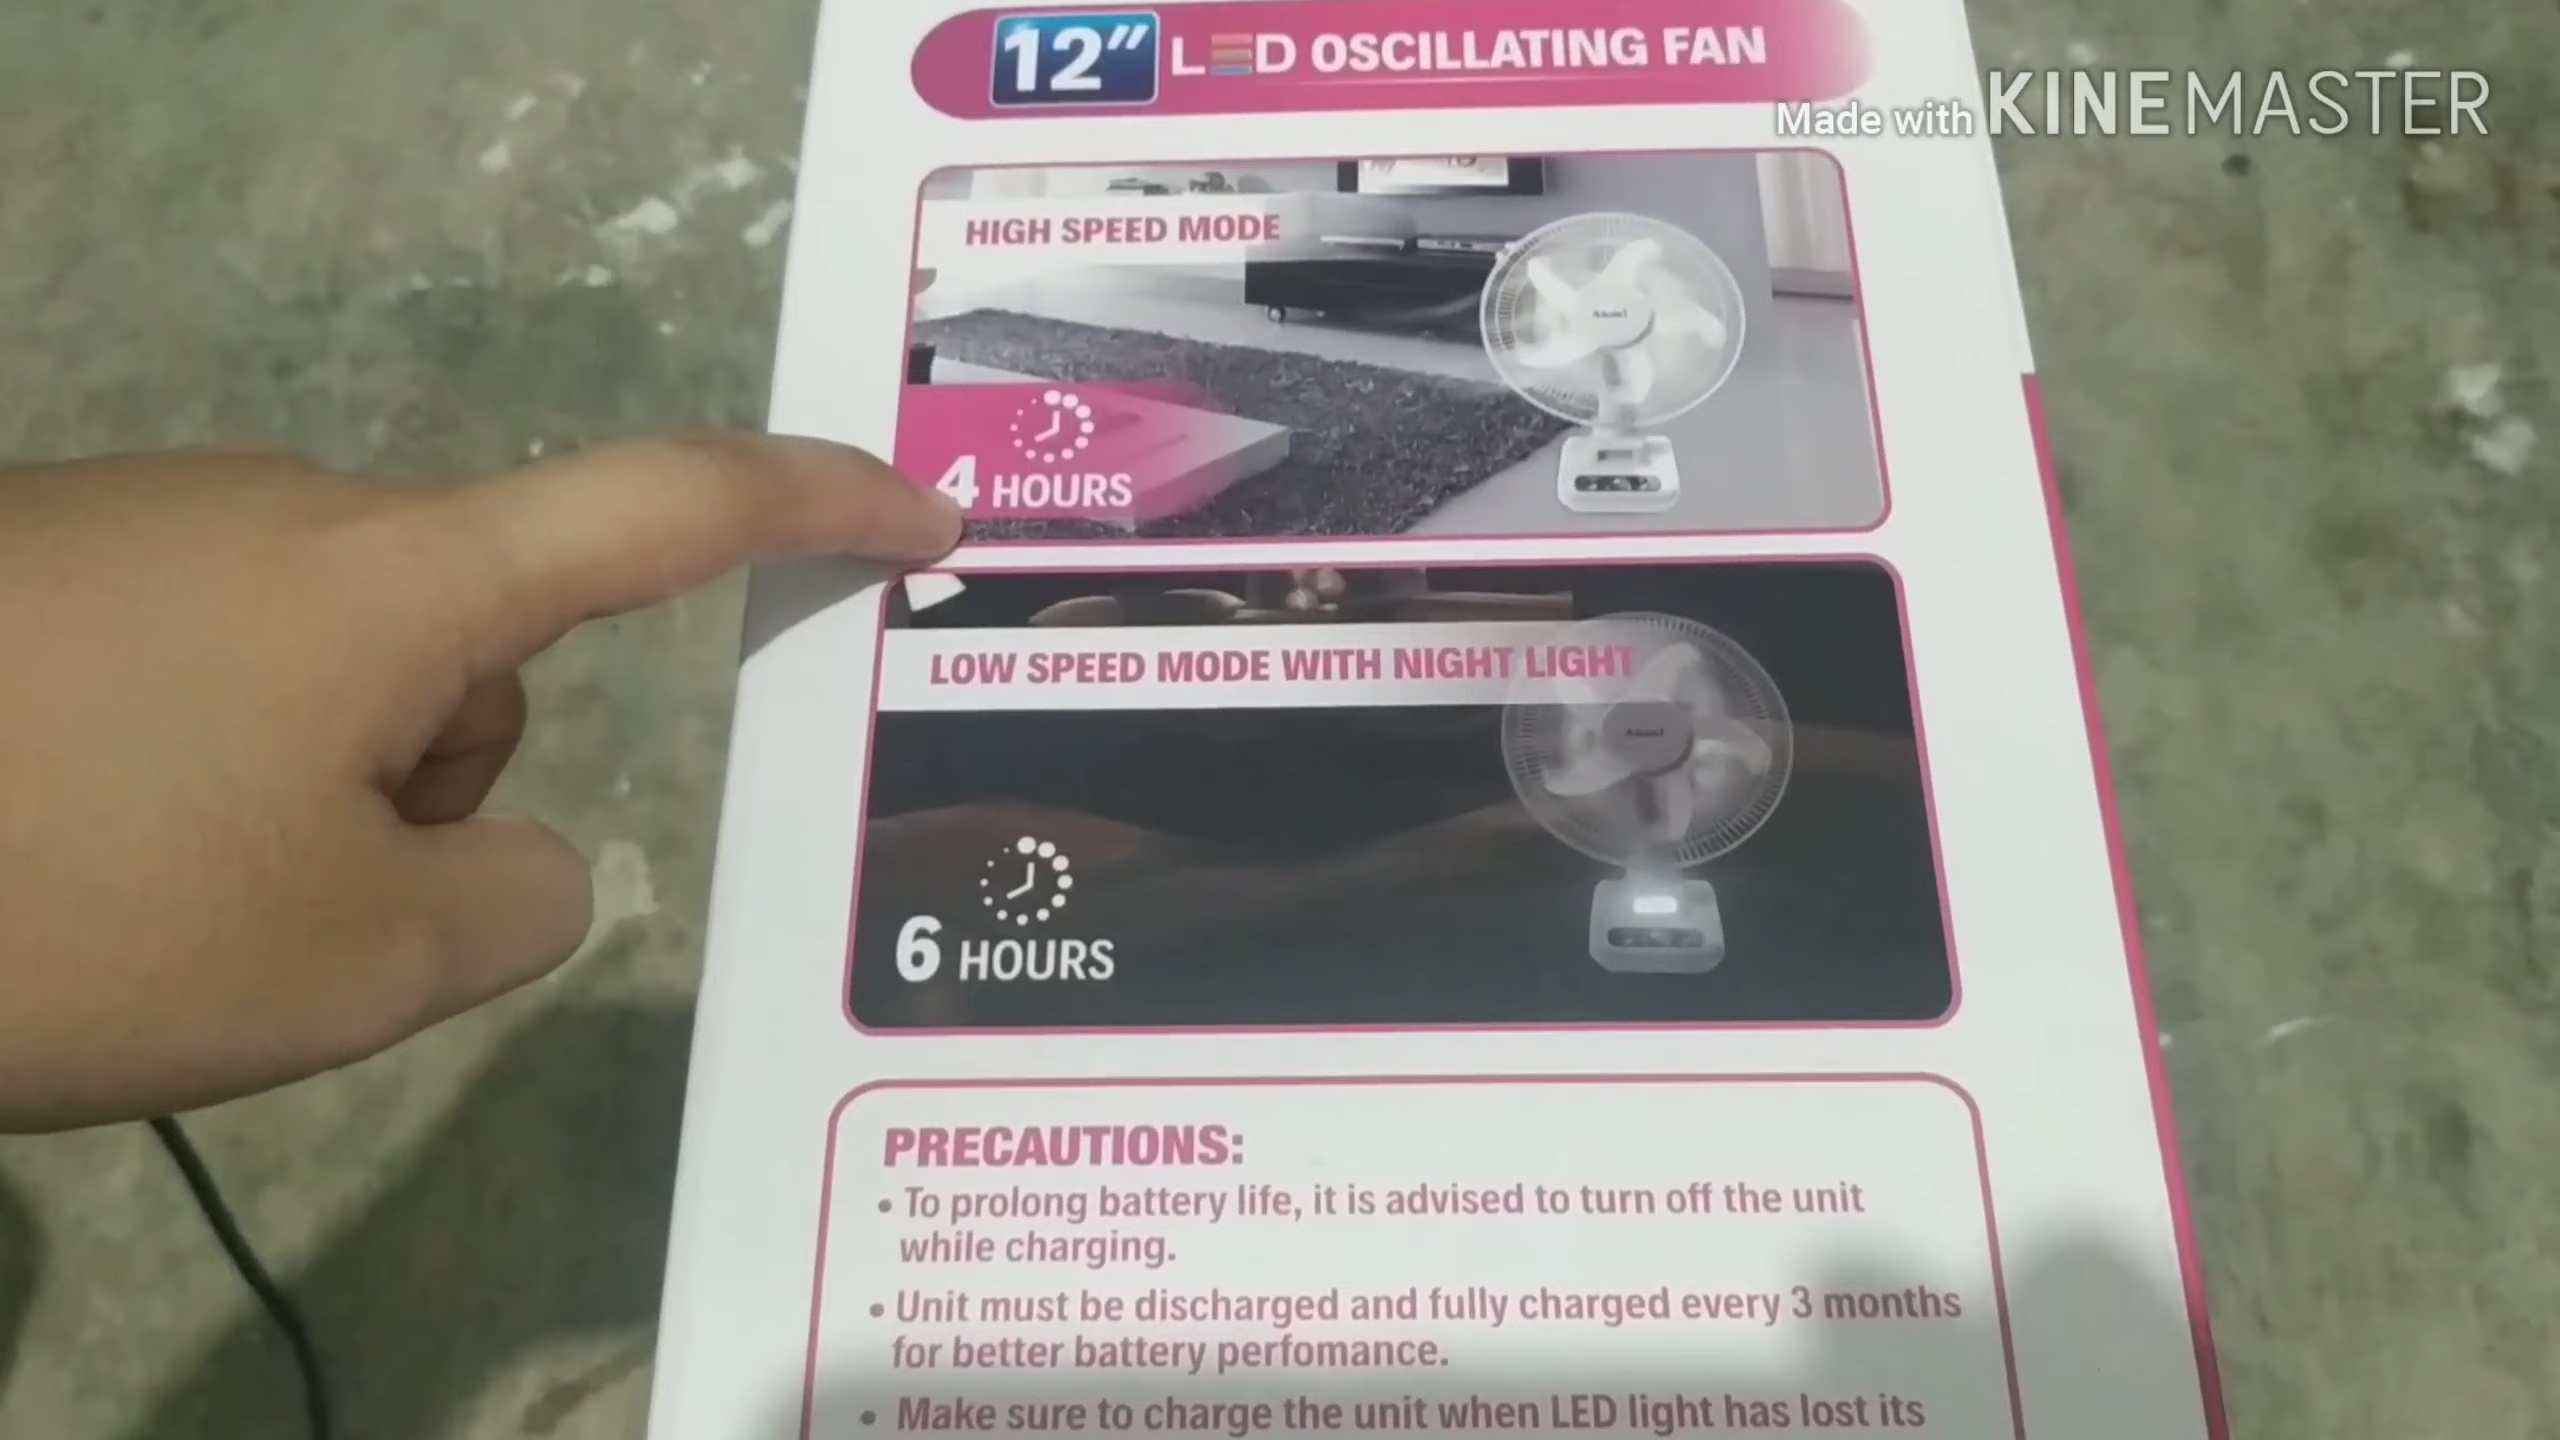 12" LED OSCILLATING FAN
Made with KINEMASTER
HIGH SPEED MODE
4 HOURS
LOW SPEED MODE WITH NIGHT LIGHT
6 HOURS
PRECAUTIONS:
• To prolong battery life, it is advised to turn off the unit
while charging.
• Unit must be discharged and fully charged every 3 months
for better battery perfomance.
• Make sure to charge the unit when LED light has lost its